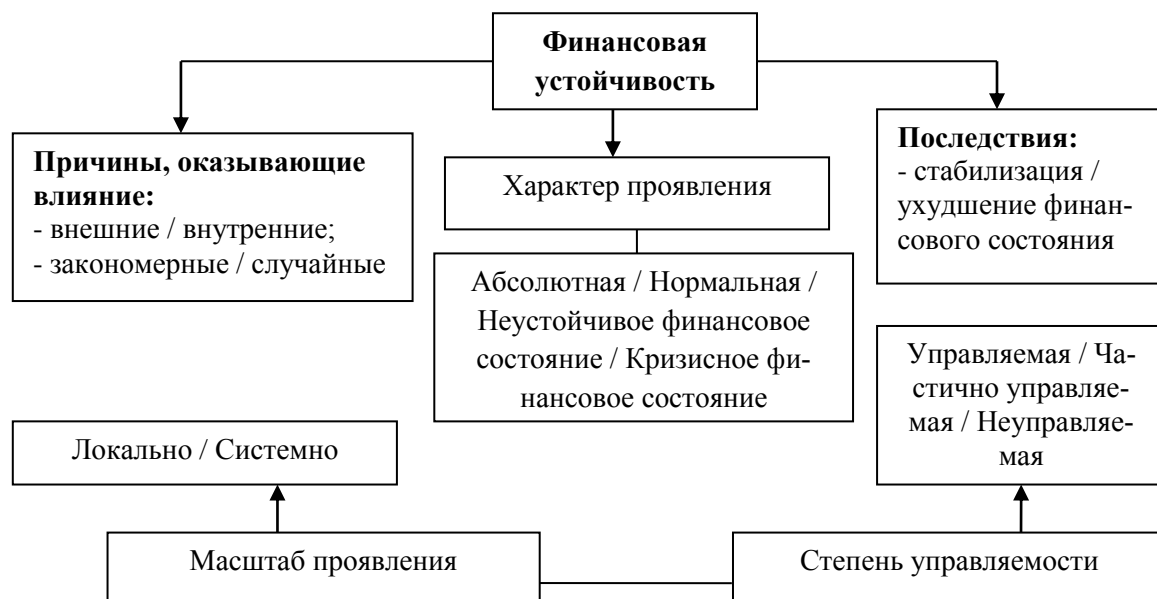 Финансовая
устойчивость
Причины, оказывающие
влияние:
- внешние / внутренние;
- закономерные / случайные
Характер проявления
Последствия:
- стабилизация /
ухудшение финан-
сового состояния
Абсолютная / Нормальная /
Неустойчивое финансовое
состояние / Кризисное фи-
нансовое состояние
Управляемая / Ча-
стично управляе-
мая / Неуправляе-
мая
Локально / Системно
Масштаб проявления
Степень управляемости